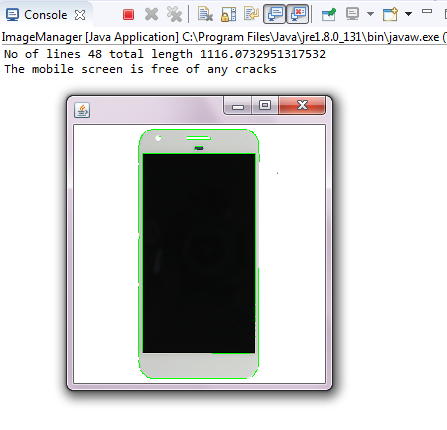 Console
ImageManager [Java Application] C:\Program Files\Java\jre1.8.0_131\bin\javaw.exe (
No of lines 48 total length 1116.0732951317532
The mobile screen is free of any cracks